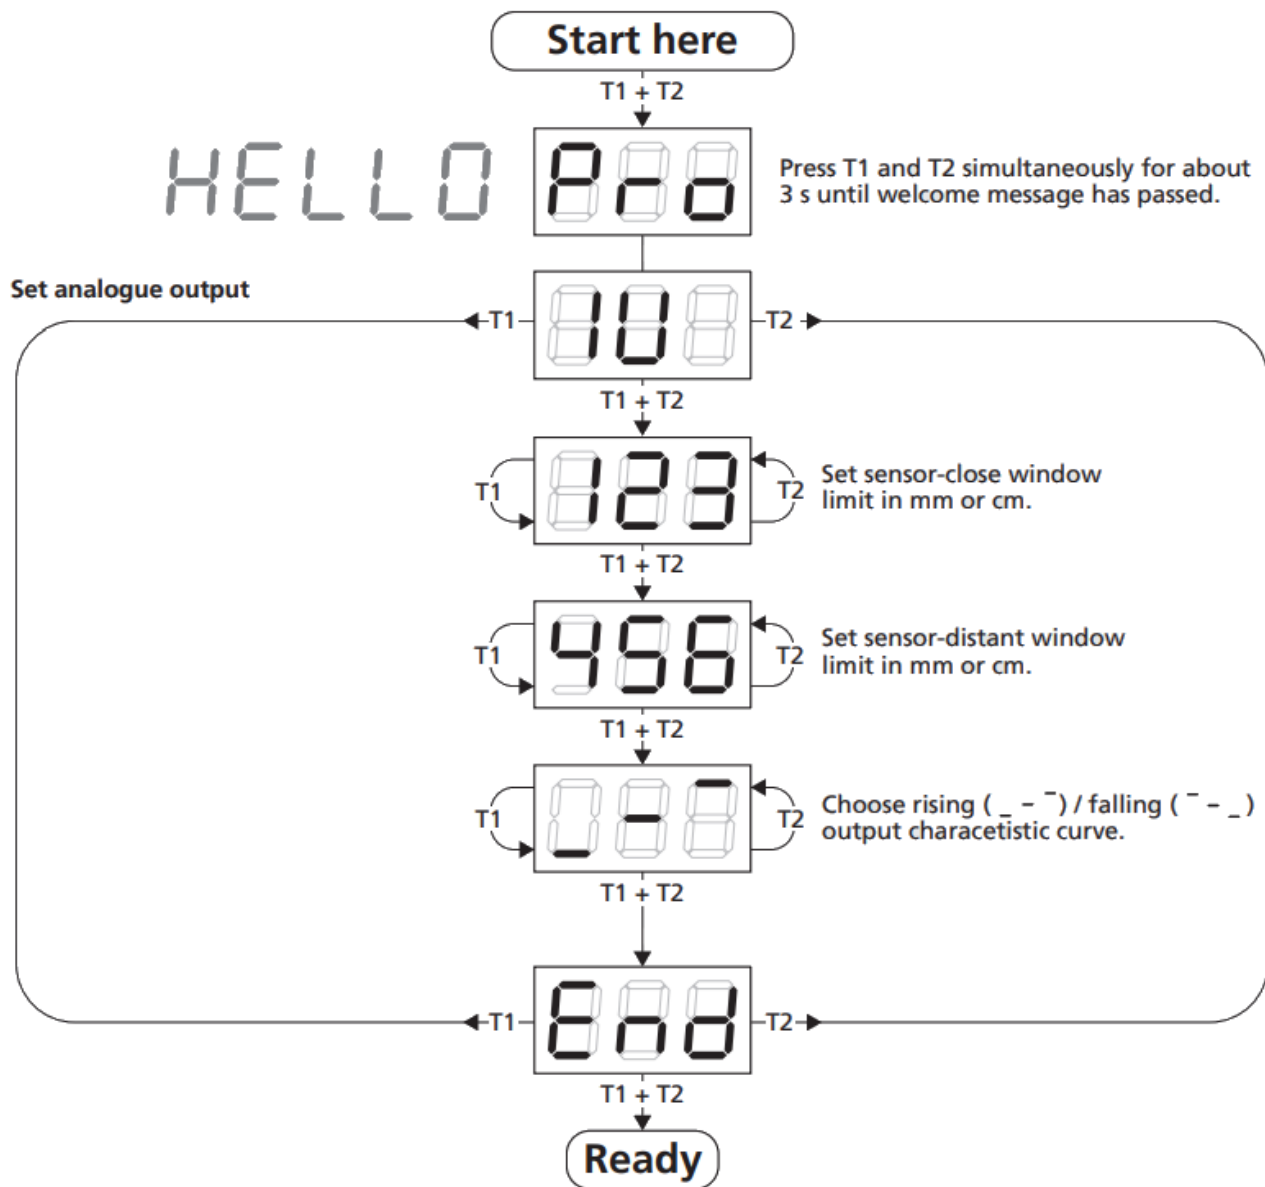 Start here
T1 + T2
HELLO
Pro
Press T1 and T2 simultaneously for about
3 s until welcome message has passed.
Set analogue output
T1
1U
T2
T1 + T2
T1
123
T2
Set sensor-close window
limit in mm or cm.
T1 + T2
T1
456
T2
Set sensor-distant window
limit in mm or cm.
T1 + T2
T1
_ - ¯
T2
Choose rising ( _ - ¯ ) / falling ( ¯ - _ )
output characetistic curve.
T1 + T2
T1
End
T2
T1 + T2
Ready